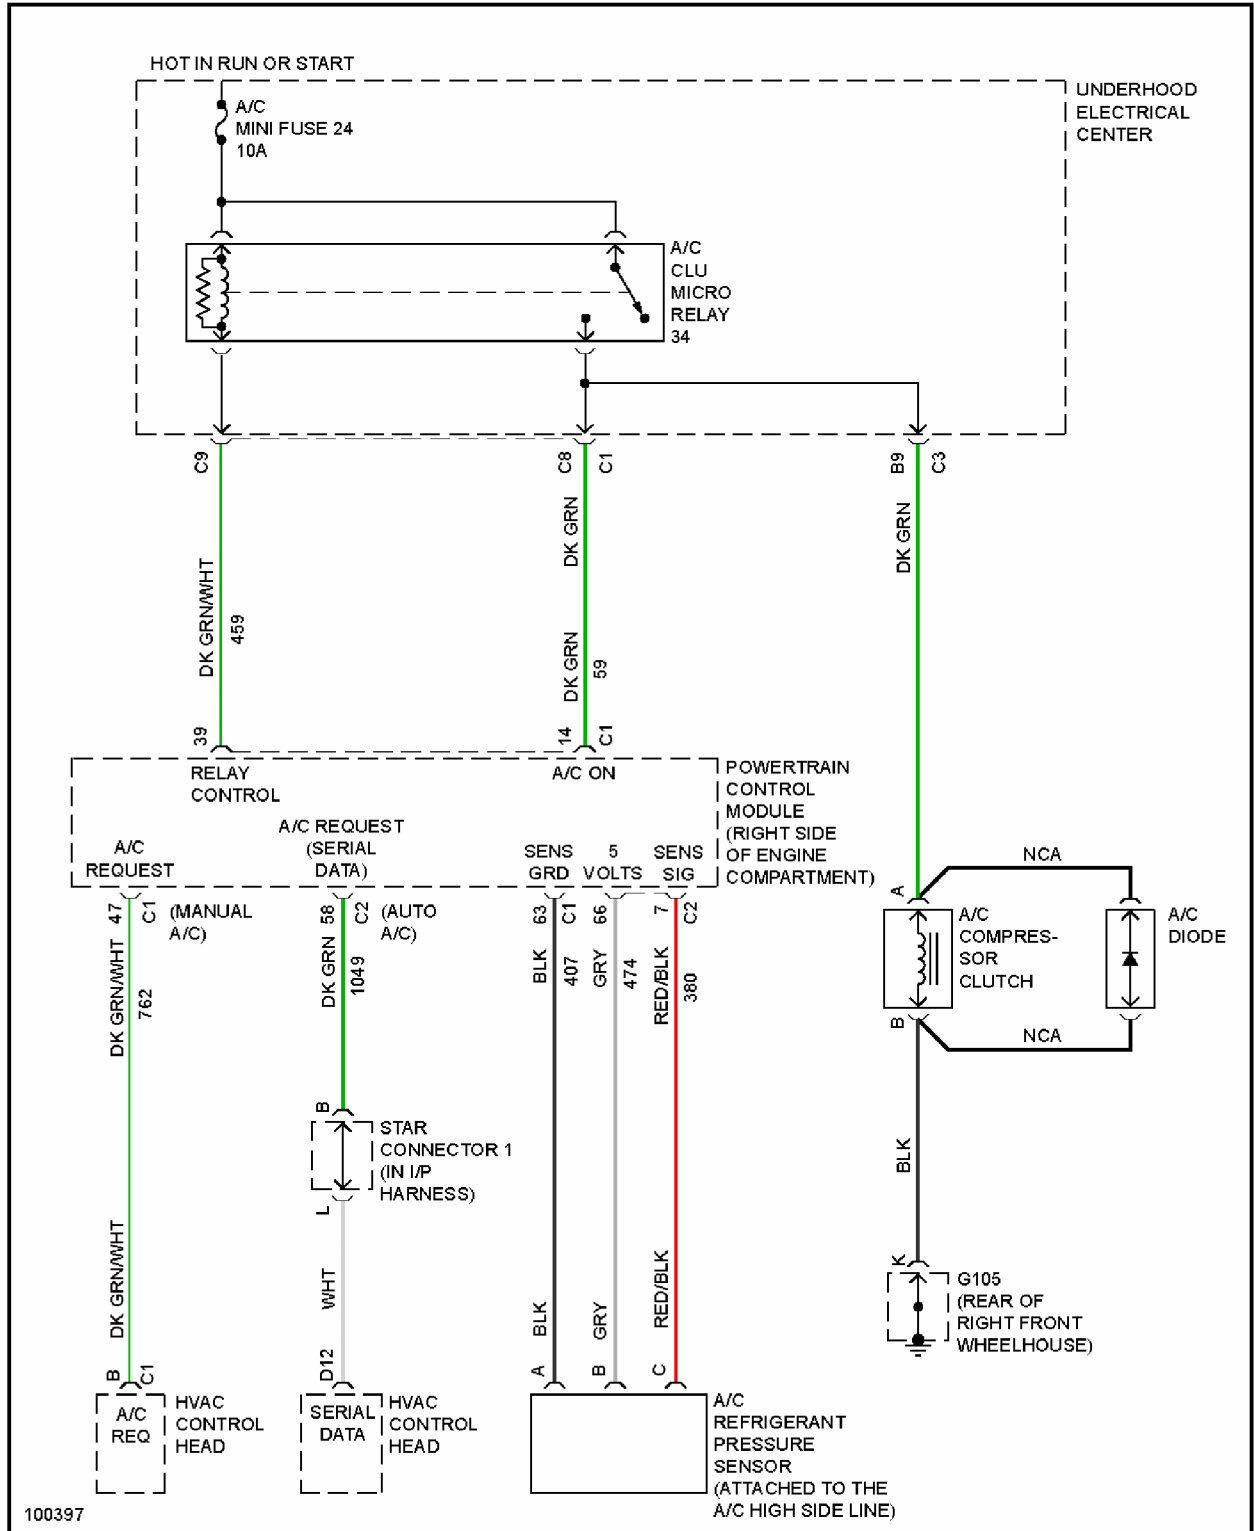 HOT IN RUN OR START
A/C
MINI FUSE 24
10A
UNDERHOOD
ELECTRICAL
CENTER
A/C
CLU
MICRO
RELAY
34
C9
C8
C1
B9
C3
DK GRN/WHT
459
DK GRN
DK GRN
59
DK GRN
39
14
C1
RELAY
CONTROL
A/C ON
POWERTRAIN
CONTROL
MODULE
(RIGHT SIDE
OF ENGINE
COMPARTMENT)
A/C REQUEST
(SERIAL
DATA)
A/C
REQUEST
SENS
GRD
5
VOLTS
SENS
SIG
47
C1
(MANUAL
A/C)
58
C2
(AUTO
A/C)
63
C1
66
7
C2
DK GRN/WHT
762
DK GRN
1049
BLK
407
GRY
474
RED/BLK
380
NCA
A
A/C
COMPRES-
SOR
CLUTCH
A/C
DIODE
B
NCA
B
STAR
CONNECTOR 1
(IN I/P
HARNESS)
L
BLK
DK GRN/WHT
WHT
BLK
GRY
RED/BLK
K
G105
(REAR OF
RIGHT FRONT
WHEELHOUSE)
B
C1
D12
A
B
C
A/C
REQ
HVAC
CONTROL
HEAD
SERIAL
DATA
HVAC
CONTROL
HEAD
A/C
REFRIGERANT
PRESSURE
SENSOR
(ATTACHED TO THE
A/C HIGH SIDE LINE)
100397